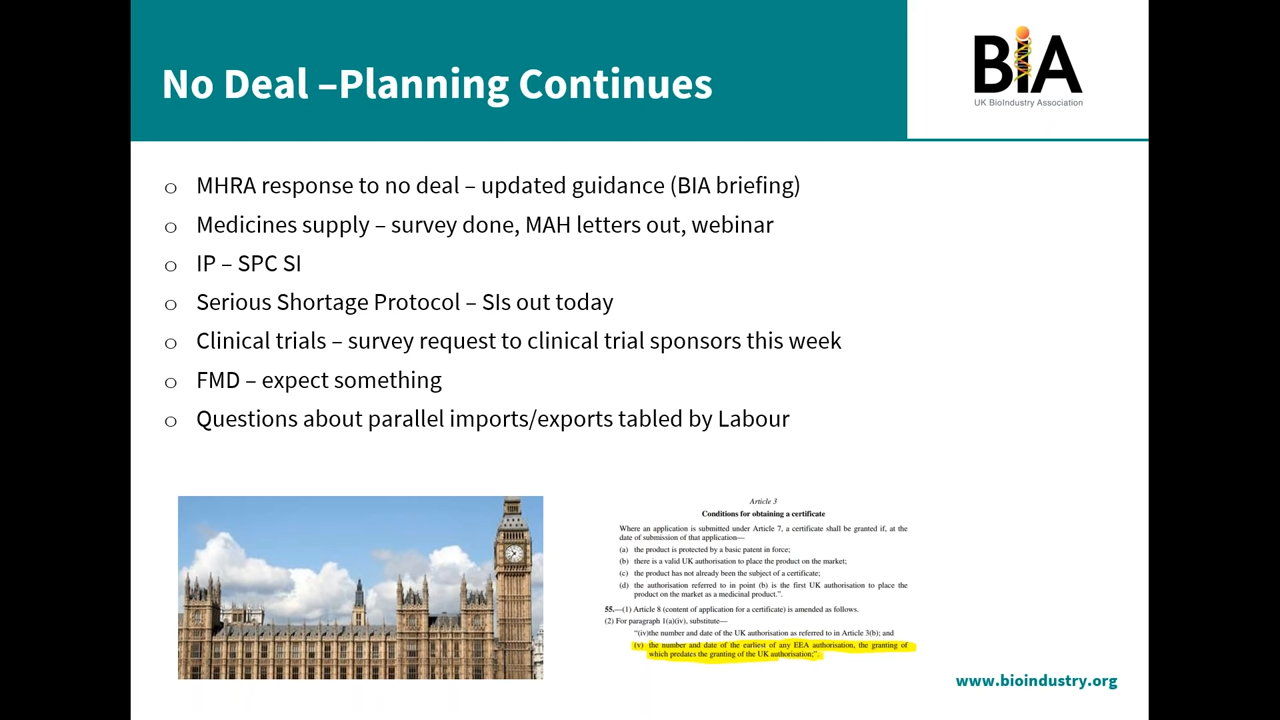 No Deal –Planning Continues
BiA
UK BioIndustry Association
o MHRA response to no deal – updated guidance (BIA briefing)
o Medicines supply – survey done, MAH letters out, webinar
o IP – SPC SI
o Serious Shortage Protocol – SIs out today
o Clinical trials – survey request to clinical trial sponsors this week
o FMD – expect something
o Questions about parallel imports/exports tabled by Labour
Article 3
Conditions for obtaining a certificate
Where an application is submitted under Article 7, a certificate shall be granted if, at the
date of submission of that application—
(a) the product is protected by a basic patent in force;
(b) there is a valid UK authorisation to place the product on the market;
(c) the product has not already been the subject of a certificate;
(d) the authorisation referred to in point (b) is the first UK authorisation to place the
product on the market as a medicinal product.”.
55.—(1) Article 8 (content of application for a certificate) is amended as follows.
(2) For paragraph 1(a)(iv), substitute—
“(iv)the number and date of the UK authorisation as referred to in Article 3(b); and
(v) the number and date of the earliest of any EEA authorisation, the granting of
which predates the granting of the UK authorisation;”.
www.bioindustry.org